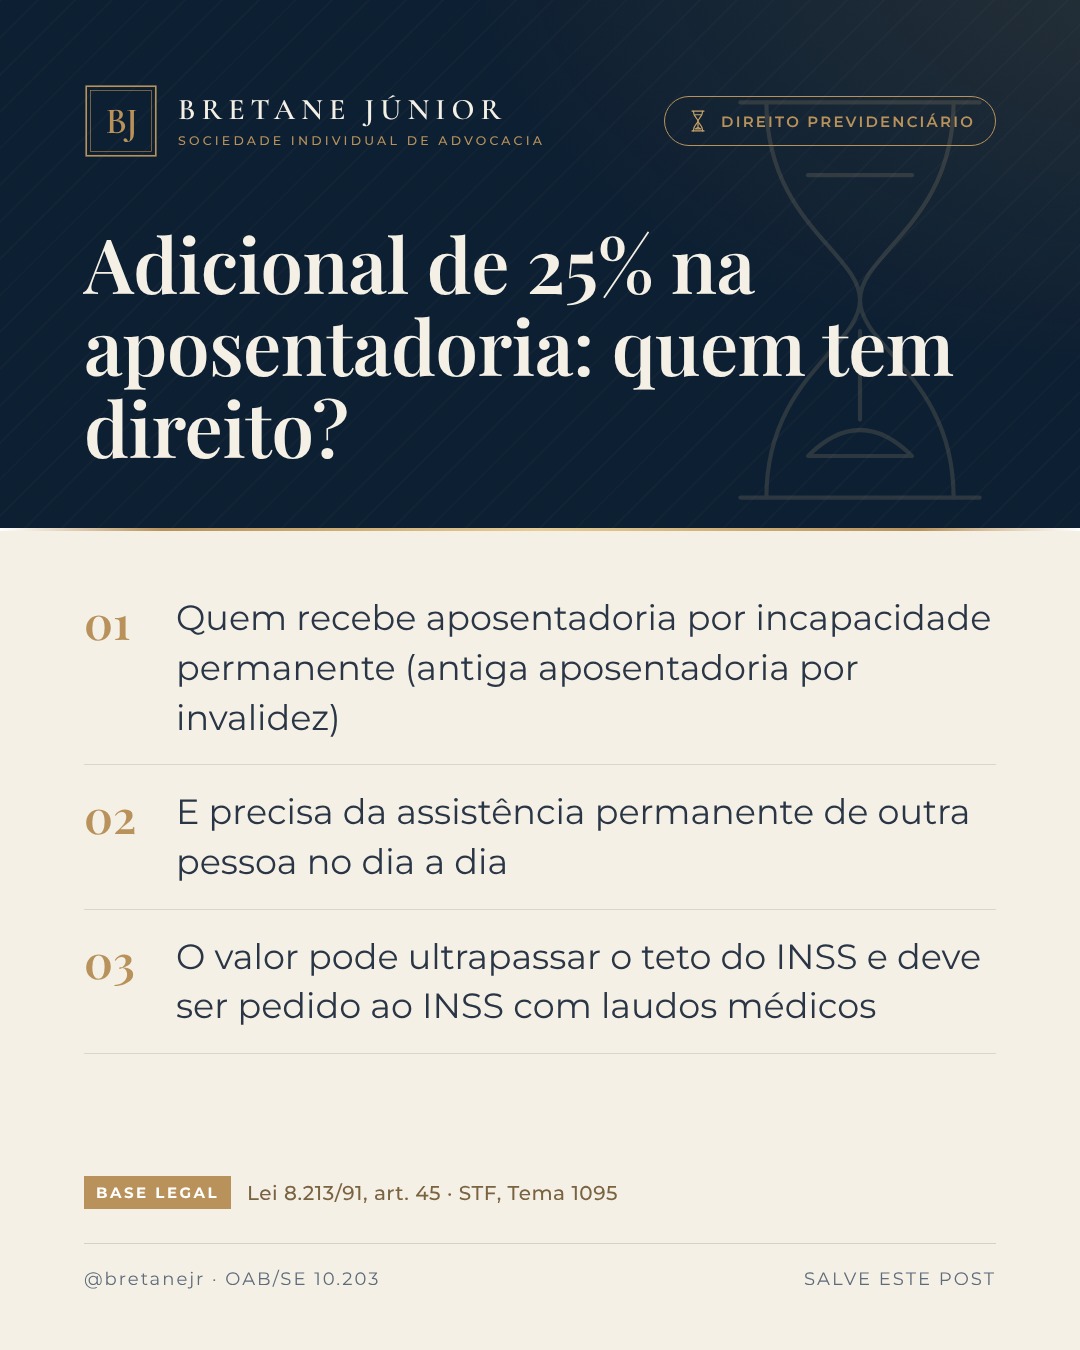 BJ
BRETANE JÚNIOR
SOCIEDADE INDIVIDUAL DE ADVOCACIA
DIREITO PREVIDENCIÁRIO
Adicional de 25% na
aposentadoria: quem tem
direito?
01
Quem recebe aposentadoria por incapacidade
permanente (antiga aposentadoria por
invalidez)
02
E precisa da assistência permanente de outra
pessoa no dia a dia
03
O valor pode ultrapassar o teto do INSS e deve
ser pedido ao INSS com laudos médicos
BASE LEGAL
Lei 8.213/91, art. 45 · STF, Tema 1095
@bretanejr · OAB/SE 10.203
SALVE ESTE POST